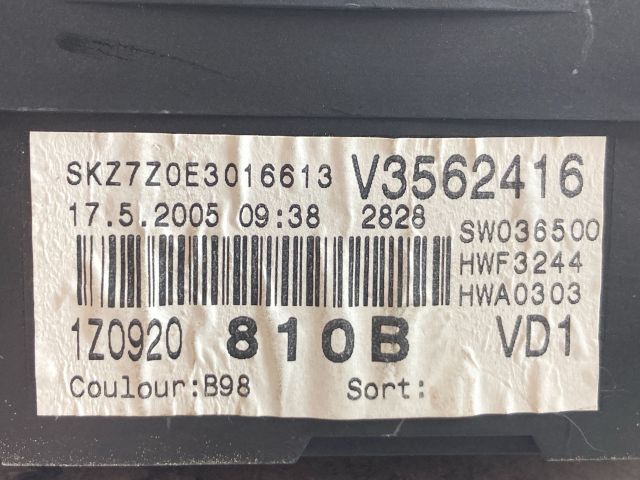 SKZ7Z0E3016613 V3562416
17.5.2005 09:38 2828
SW036500
HWF3244
HWA0303
1Z0920 810B VD1
Coulour:B98 Sort: